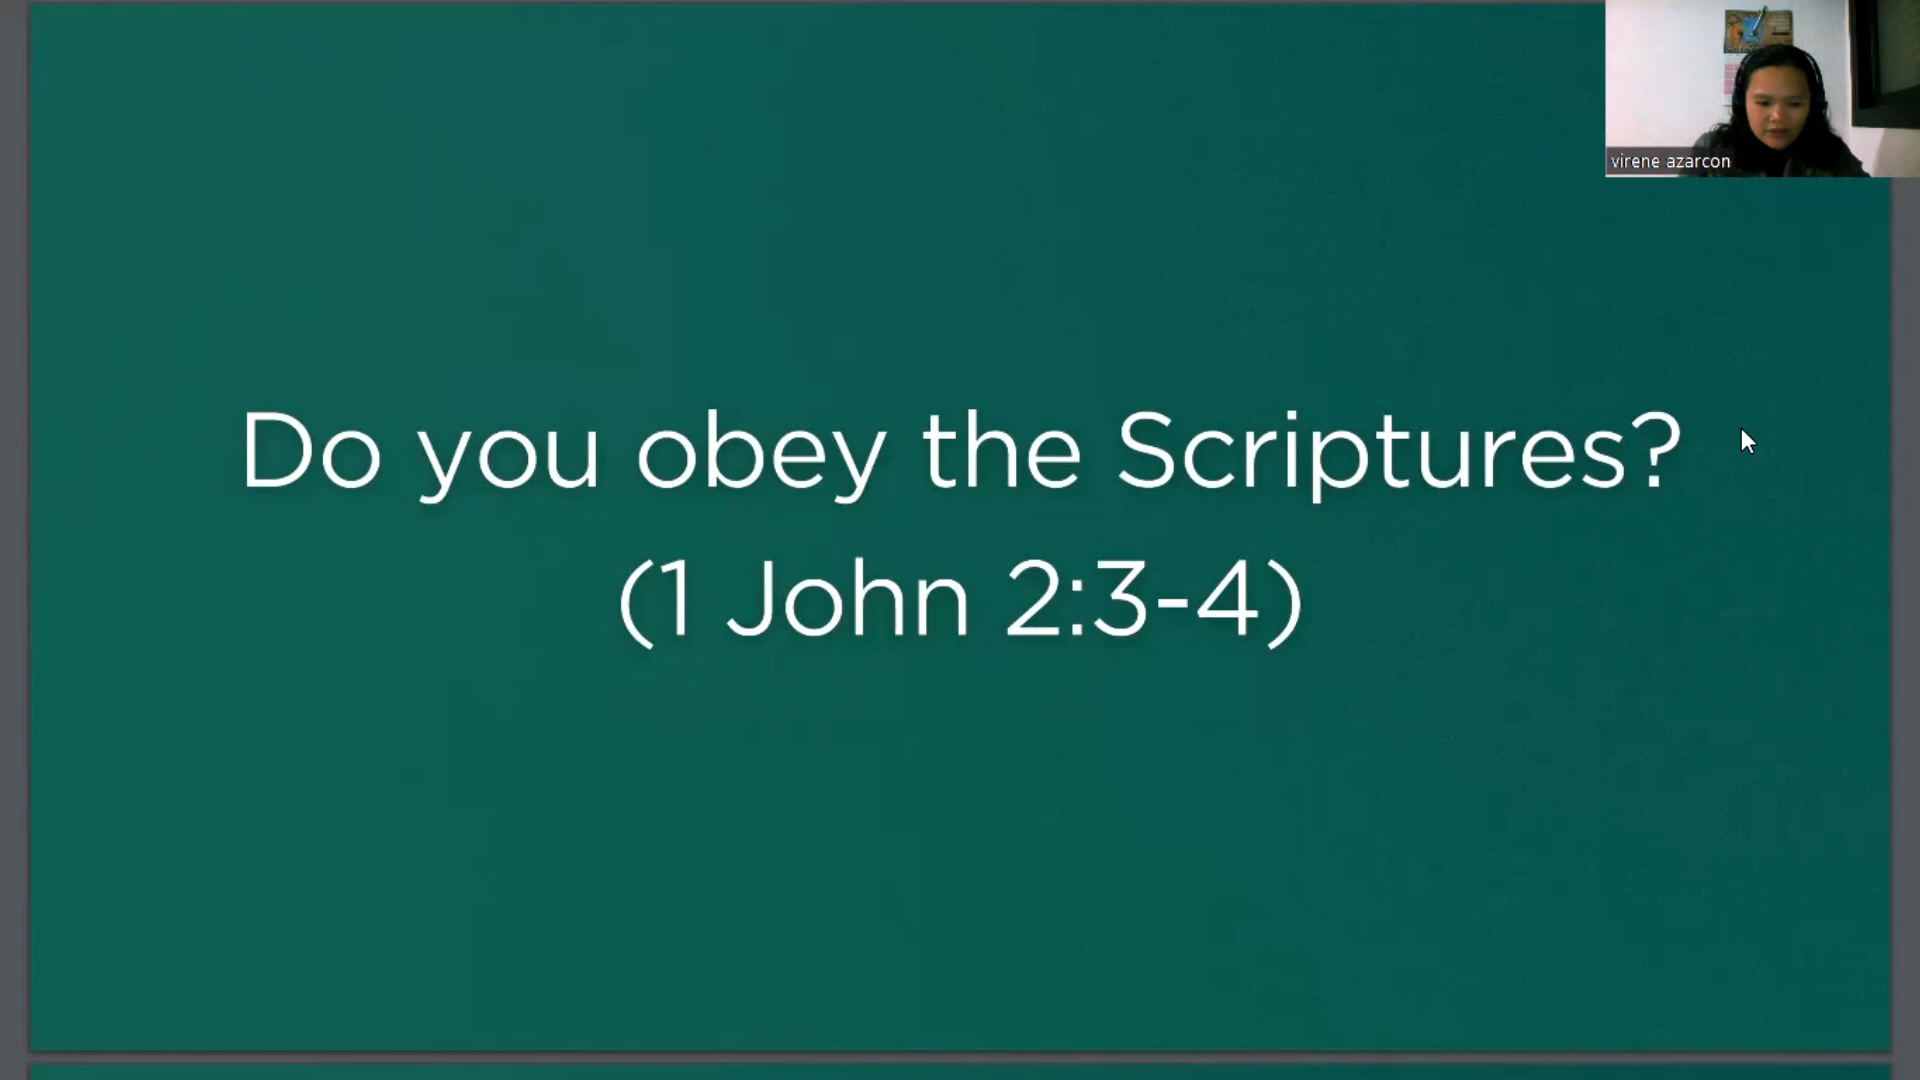 virene azarcon
Do you obey the Scriptures?
(1 John 2:3-4)